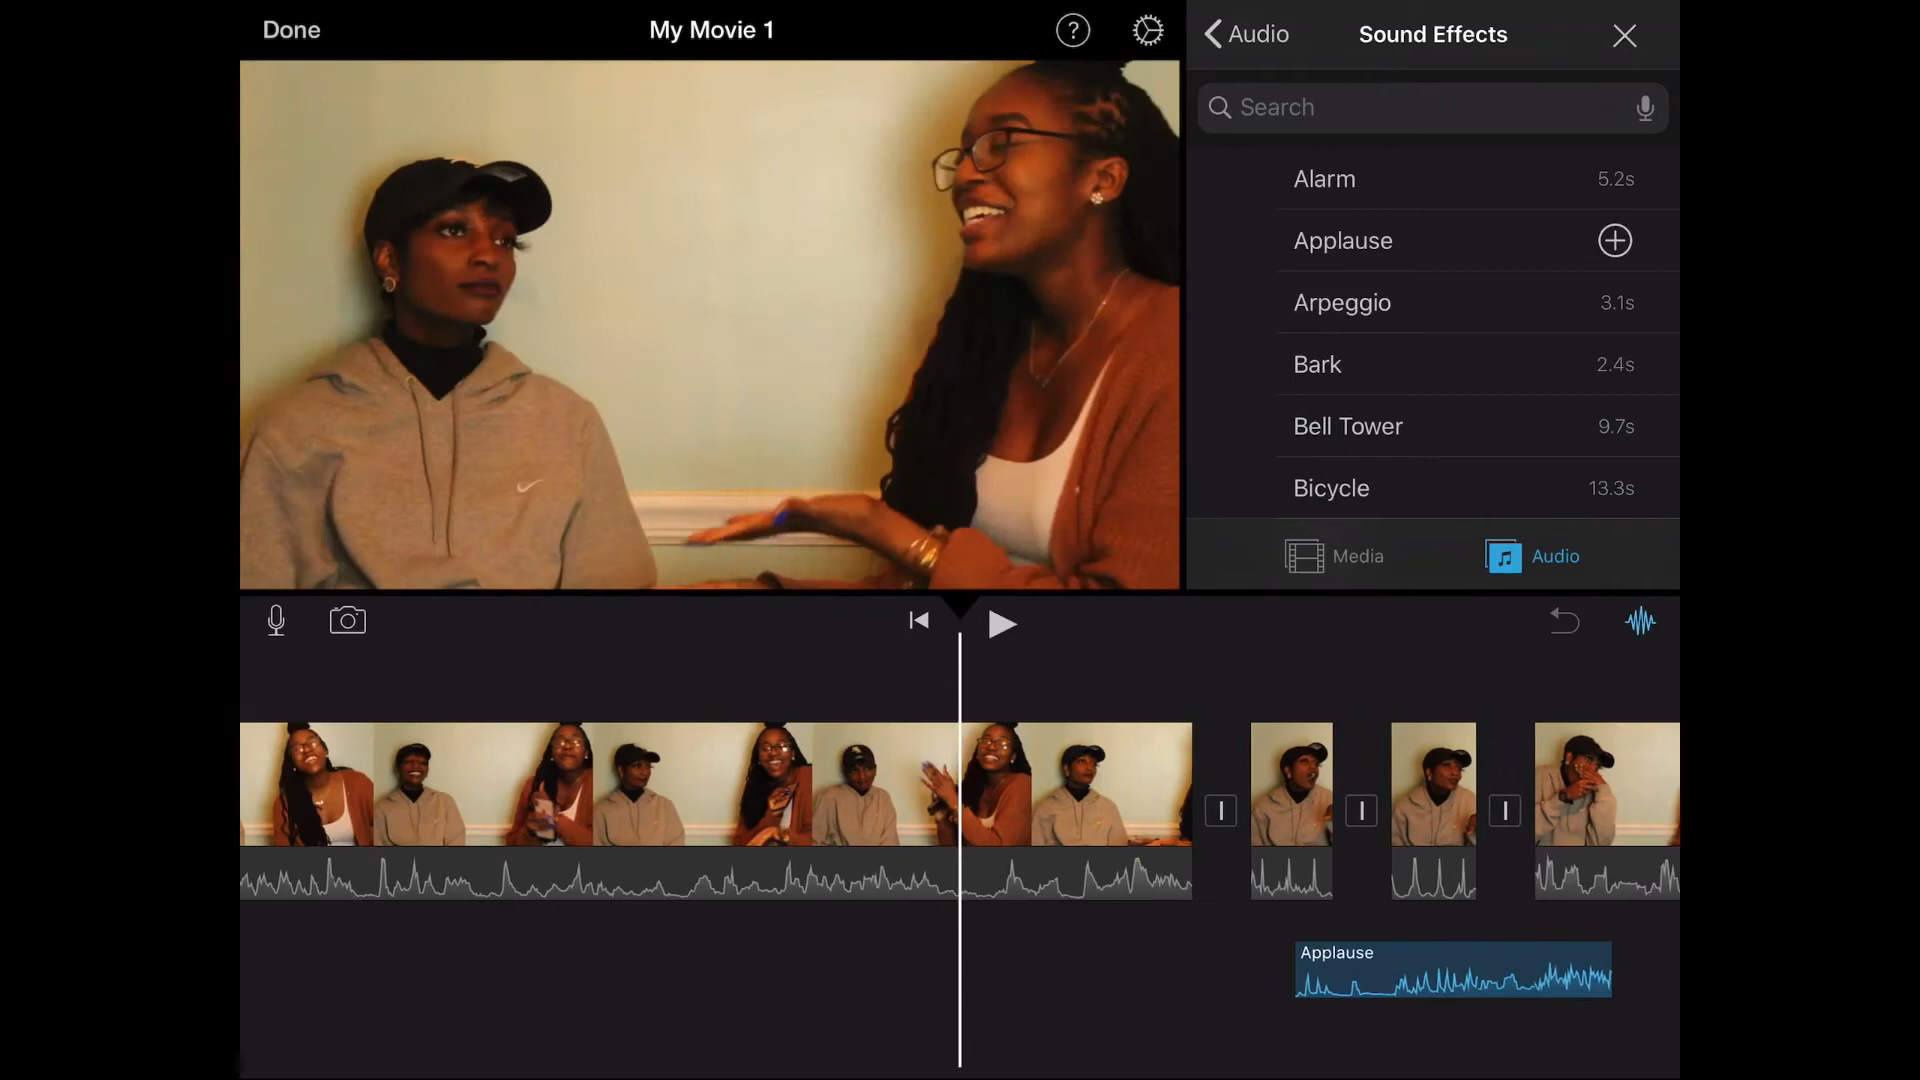 Done
My Movie 1
?
Audio
Sound Effects
Search
Alarm 5.2s
Applause
Arpeggio 3.1s
Bark 2.4s
Bell Tower 9.7s
Bicycle 13.3s
Media
Audio
Applause